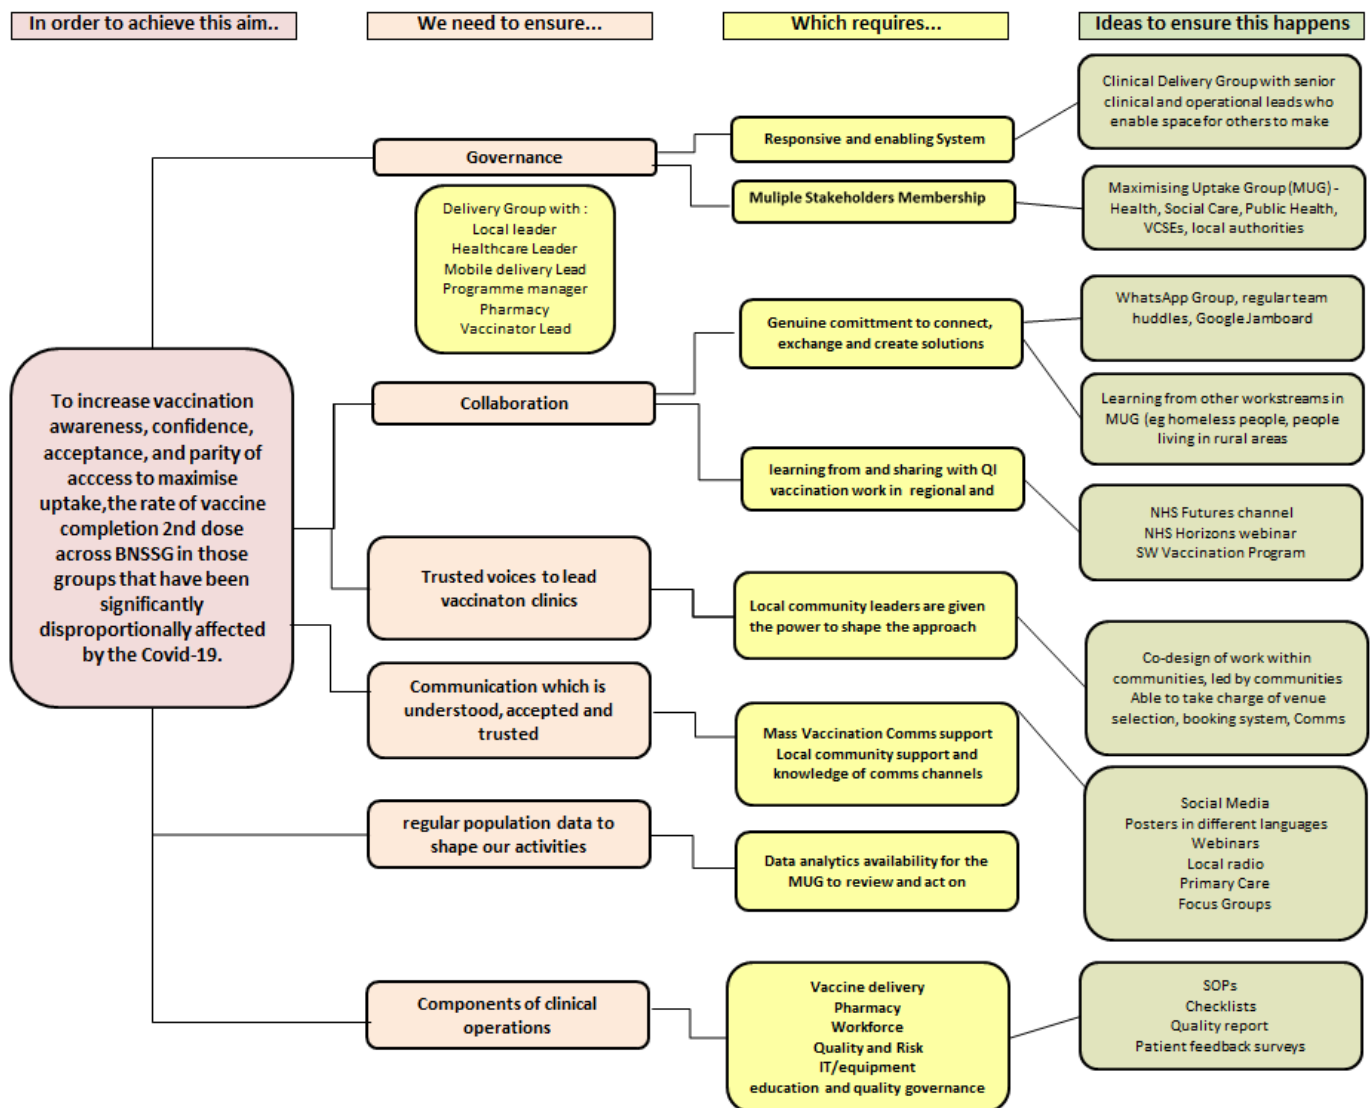 In order to achieve this aim..
We need to ensure...
Which requires...
Ideas to ensure this happens
To increase vaccination
awareness, confidence,
acceptance, and parity of
acccess to maximise
uptake,the rate of vaccine
completion 2nd dose
across BNSSG in those
groups that have been
significantly
disproportionally affected
by the Covid-19.
Governance
Delivery Group with :
Local leader
Healthcare Leader
Mobile delivery Lead
Programme manager
Pharmacy
Vaccinator Lead
Collaboration
Trusted voices to lead
vaccinaton clinics
Communication which is
understood, accepted and
trusted
regular population data to
shape our activities
Components of clinical
operations
Responsive and enabling System
Muliple Stakeholders Membership
Genuine comittment to connect,
exchange and create solutions
learning from and sharing with QI
vaccination work in regional and
Local community leaders are given
the power to shape the approach
Mass Vaccination Comms support
Local community support and
knowledge of comms channels
Data analytics availability for the
MUG to review and act on
Vaccine delivery
Pharmacy
Workforce
Quality and Risk
IT/equipment
education and quality governance
Clinical Delivery Group with senior
clinical and operational leads who
enable space for others to make
Maximising Uptake Group (MUG) -
Health, Social Care, Public Health,
VCSEs, local authorities
WhatsApp Group, regular team
huddles, Google Jamboard
Learning from other workstreams in
MUG (eg homeless people, people
living in rural areas
NHS Futures channel
NHS Horizons webinar
SW Vaccination Program
Co-design of work within
communities, led by communities
Able to take charge of venue
selection, booking system, Comms
Social Media
Posters in different languages
Webinars
Local radio
Primary Care
Focus Groups
SOPs
Checklists
Quality report
Patient feedback surveys